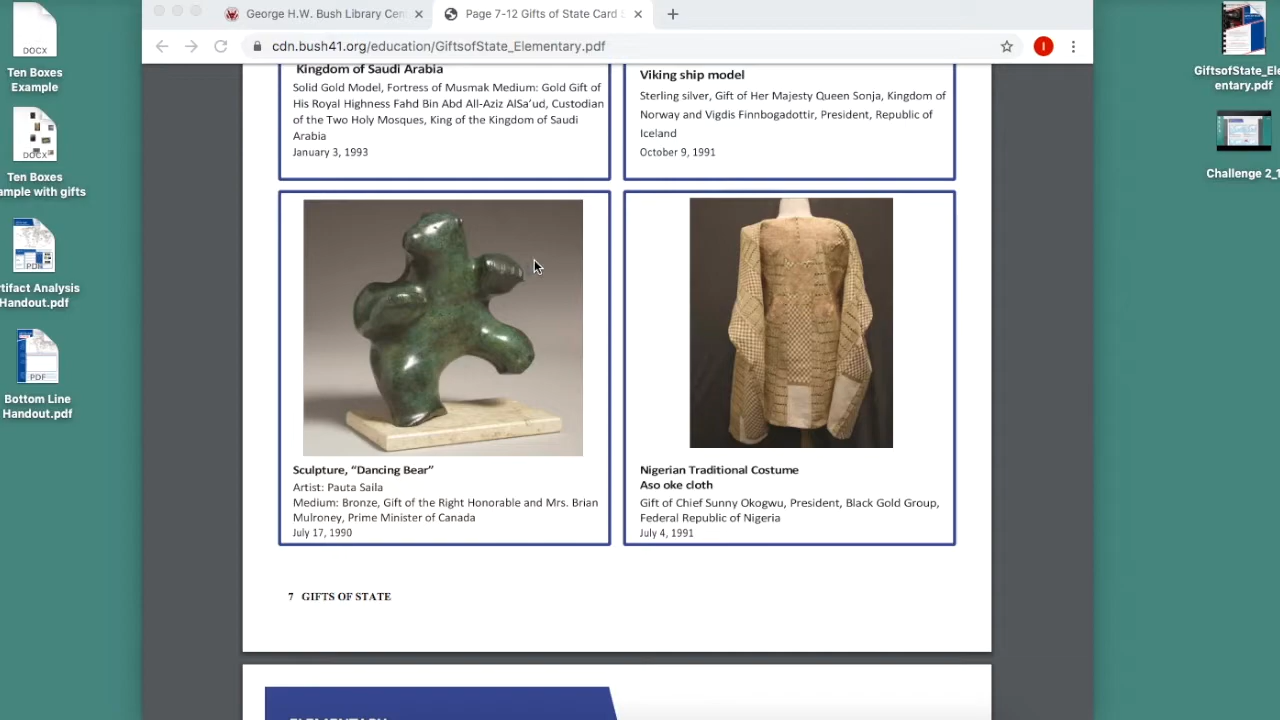 George H.W. Bush Library Cen
Page 7-12 Gifts of State Card
cdn.bush41.org/education/GiftsofState_Elementary.pdf
I
DOCX
Ten Boxes
Example
DOCX
Ten Boxes
ample with gifts
PDF
rtifact Analysis
Handout.pdf
PDF
Bottom Line
Handout.pdf
GiftsofState_Ele
entary.pdf
Challenge 2_1
Kingdom of Saudi Arabia
Solid Gold Model, Fortress of Musmak Medium: Gold Gift of
His Royal Highness Fahd Bin Abd All-Aziz AlSa'ud, Custodian
of the Two Holy Mosques, King of the Kingdom of Saudi
Arabia
January 3, 1993
Viking ship model
Sterling silver, Gift of Her Majesty Queen Sonja, Kingdom of
Norway and Vigdis Finnbogadottir, President, Republic of
Iceland
October 9, 1991
Sculpture, “Dancing Bear”
Artist: Pauta Saila
Medium: Bronze, Gift of the Right Honorable and Mrs. Brian
Mulroney, Prime Minister of Canada
July 17, 1990
Nigerian Traditional Costume
Aso oke cloth
Gift of Chief Sunny Okogwu, President, Black Gold Group,
Federal Republic of Nigeria
July 4, 1991
7 GIFTS OF STATE